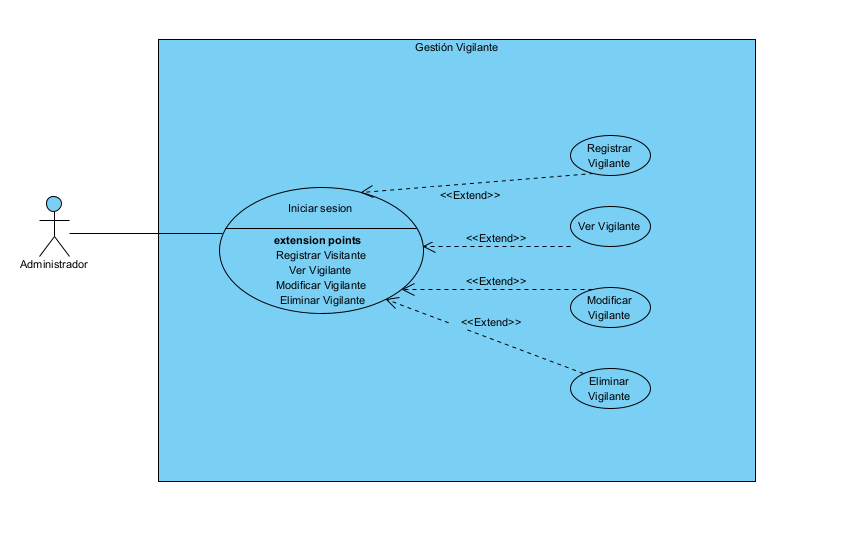 Gestión Vigilante
Registrar
Vigilante
<<Extend>>
Iniciar sesion
Ver Vigilante
<<Extend>>
extension points
Registrar Visitante
Ver Vigilante
Modificar Vigilante
Eliminar Vigilante
Administrador
<<Extend>>
Modificar
Vigilante
<<Extend>>
Eliminar
Vigilante